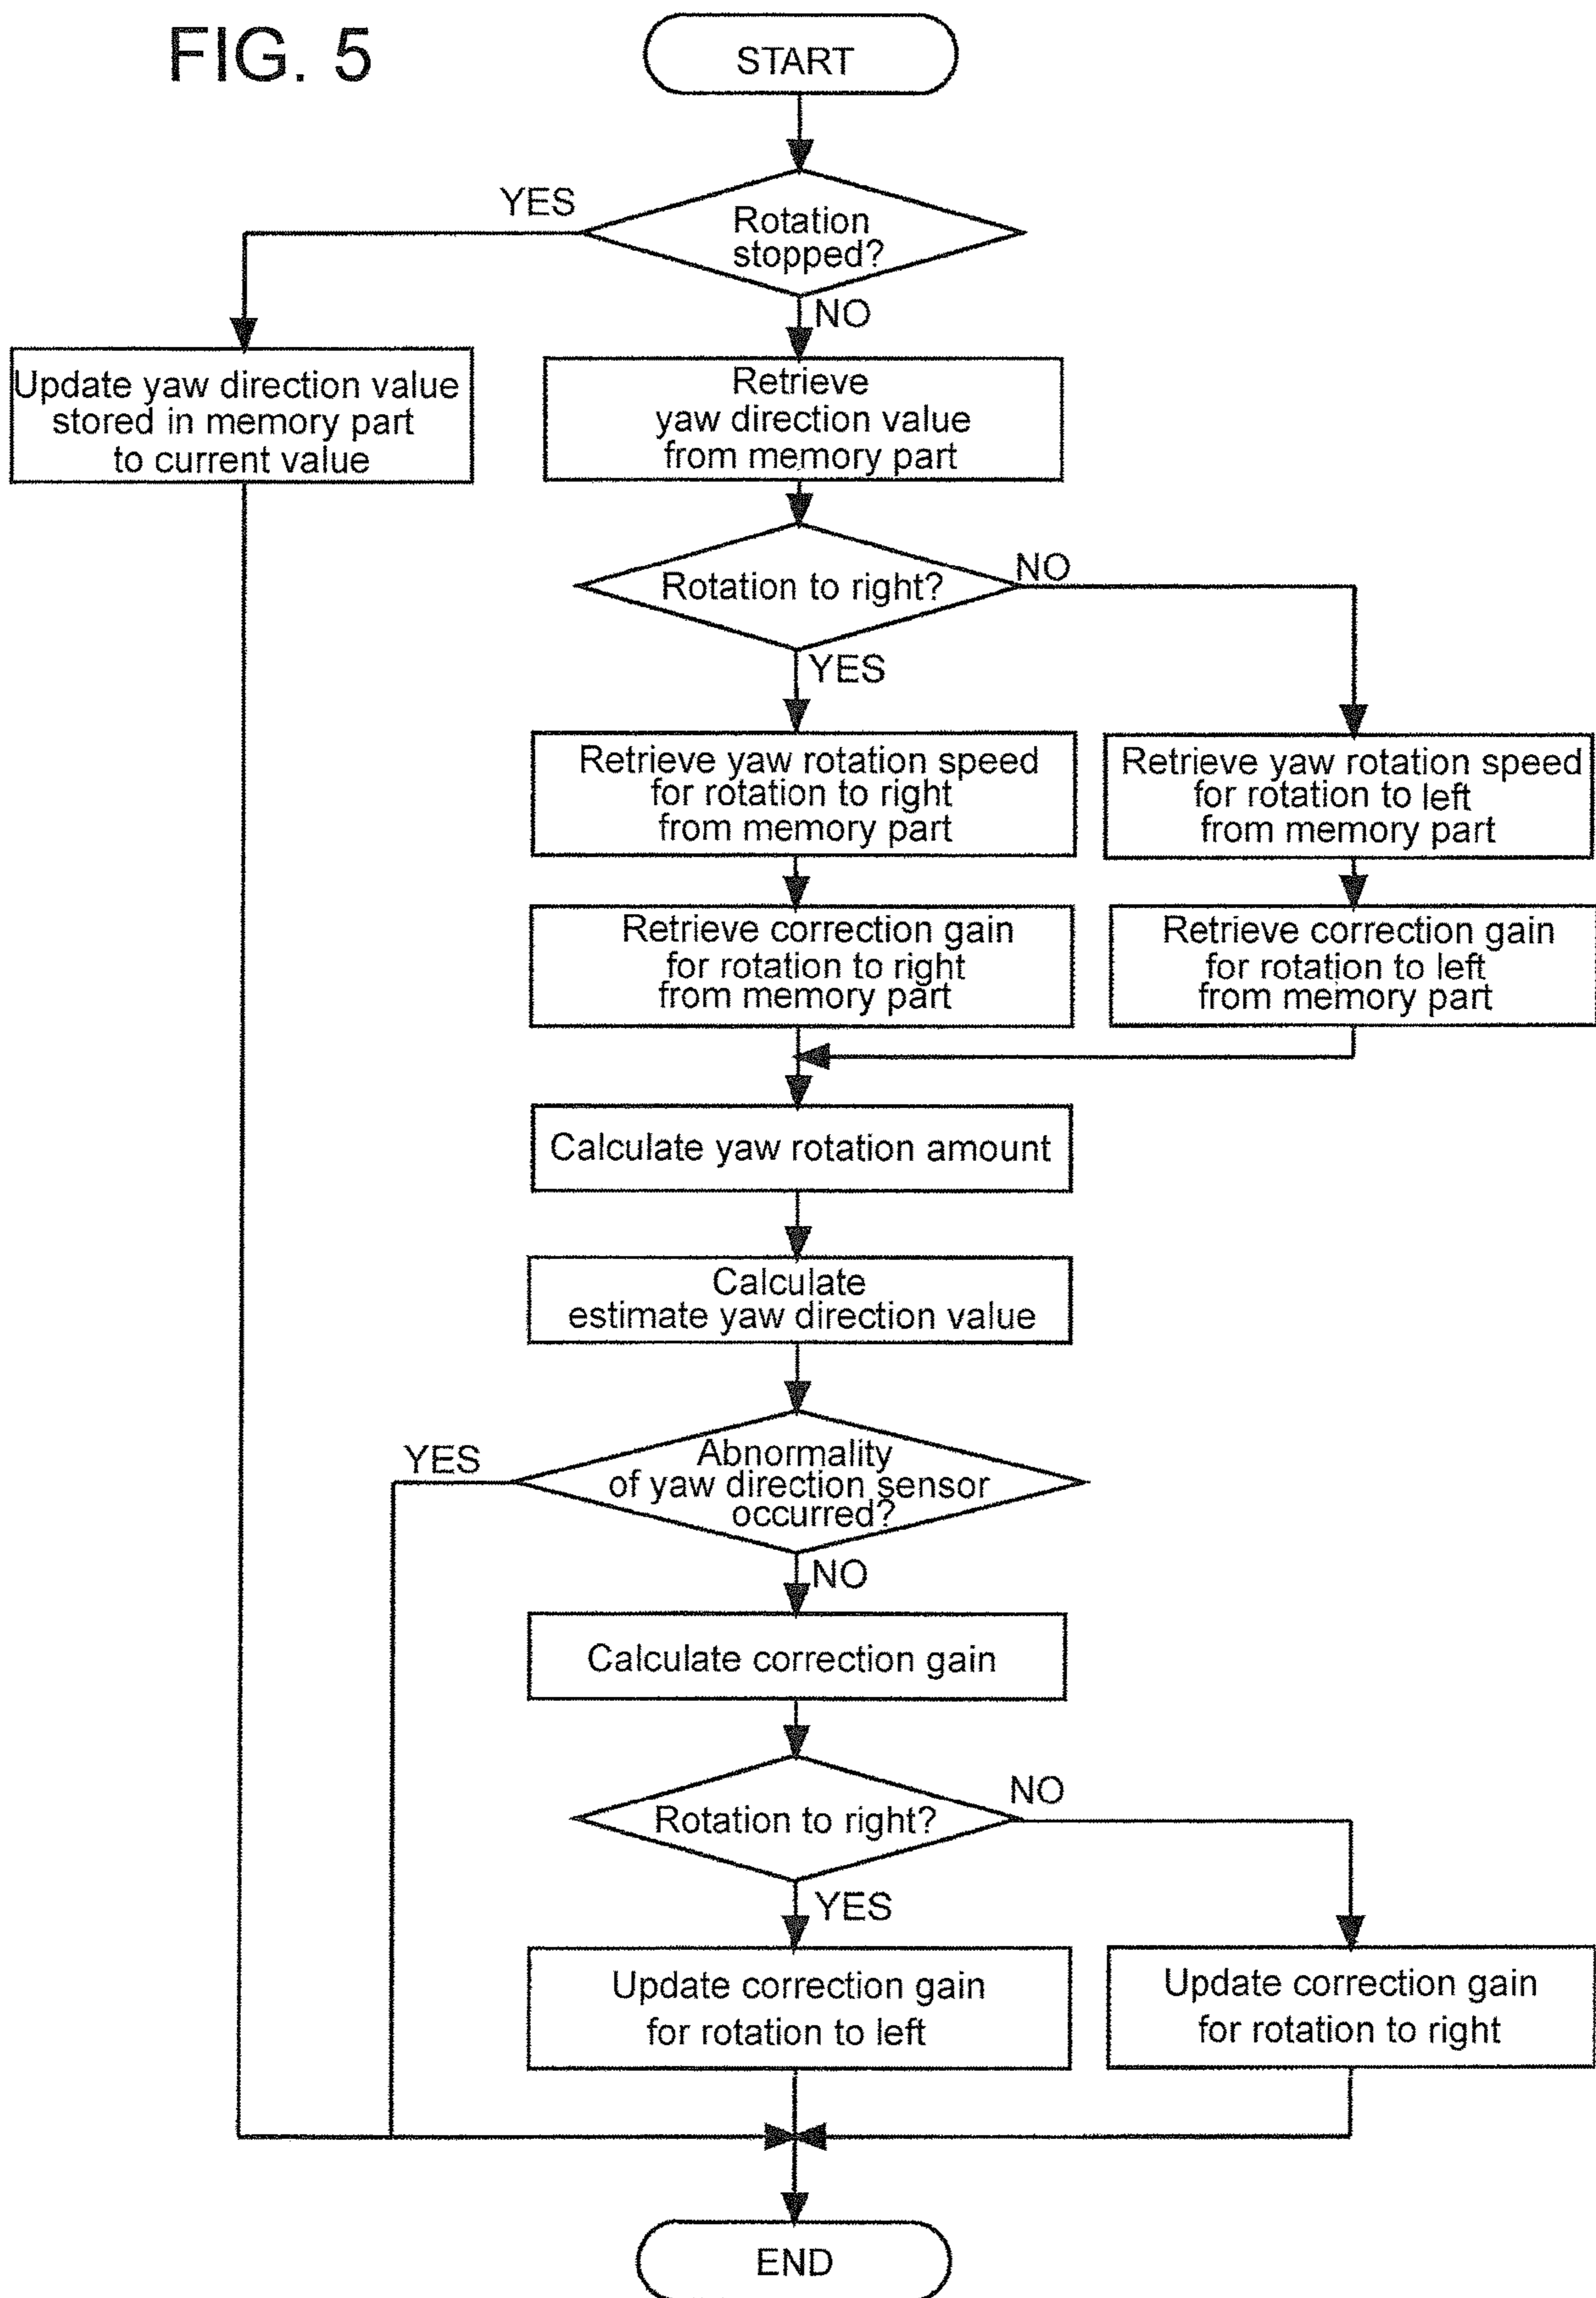 FIG. 5
START
YES
Rotation
stopped?
NO
Update yaw direction value
stored in memory part
to current value
Retrieve
yaw direction value
from memory part
Rotation to right?
NO
YES
Retrieve yaw rotation speed
for rotation to right
from memory part
Retrieve yaw rotation speed
for rotation to left
from memory part
Retrieve correction gain
for rotation to right
from memory part
Retrieve correction gain
for rotation to left
from memory part
Calculate yaw rotation amount
Calculate
estimate yaw direction value
YES
Abnormality
of yaw direction sensor
occurred?
NO
Calculate correction gain
Rotation to right?
NO
YES
Update correction gain
for rotation to left
Update correction gain
for rotation to right
END